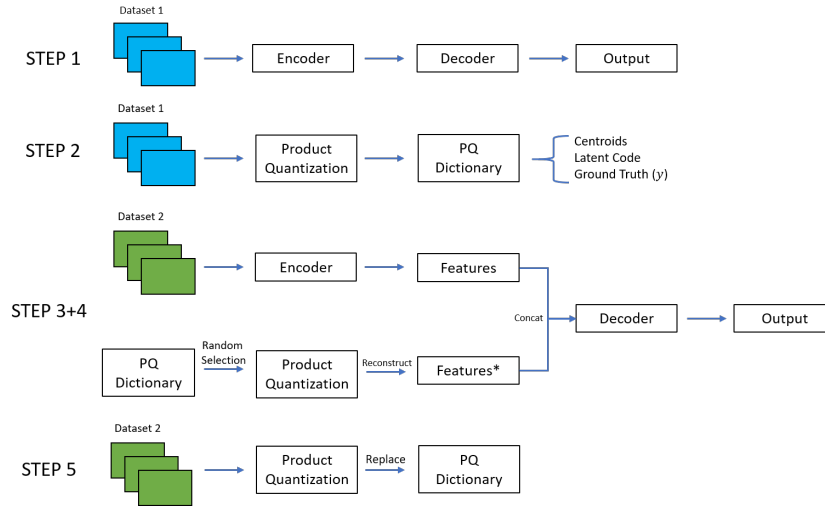 Dataset 1
STEP 1
Encoder
Decoder
Output
Dataset 1
STEP 2
Product
Quantization
PQ
Dictionary
Centroids
Latent Code
Ground Truth (y)
Dataset 2
STEP 3+4
Encoder
Features
Concat
Decoder
Output
PQ
Dictionary
Random
Selection
Product
Quantization
Reconstruct
Features*
Dataset 2
STEP 5
Product
Quantization
Replace
PQ
Dictionary